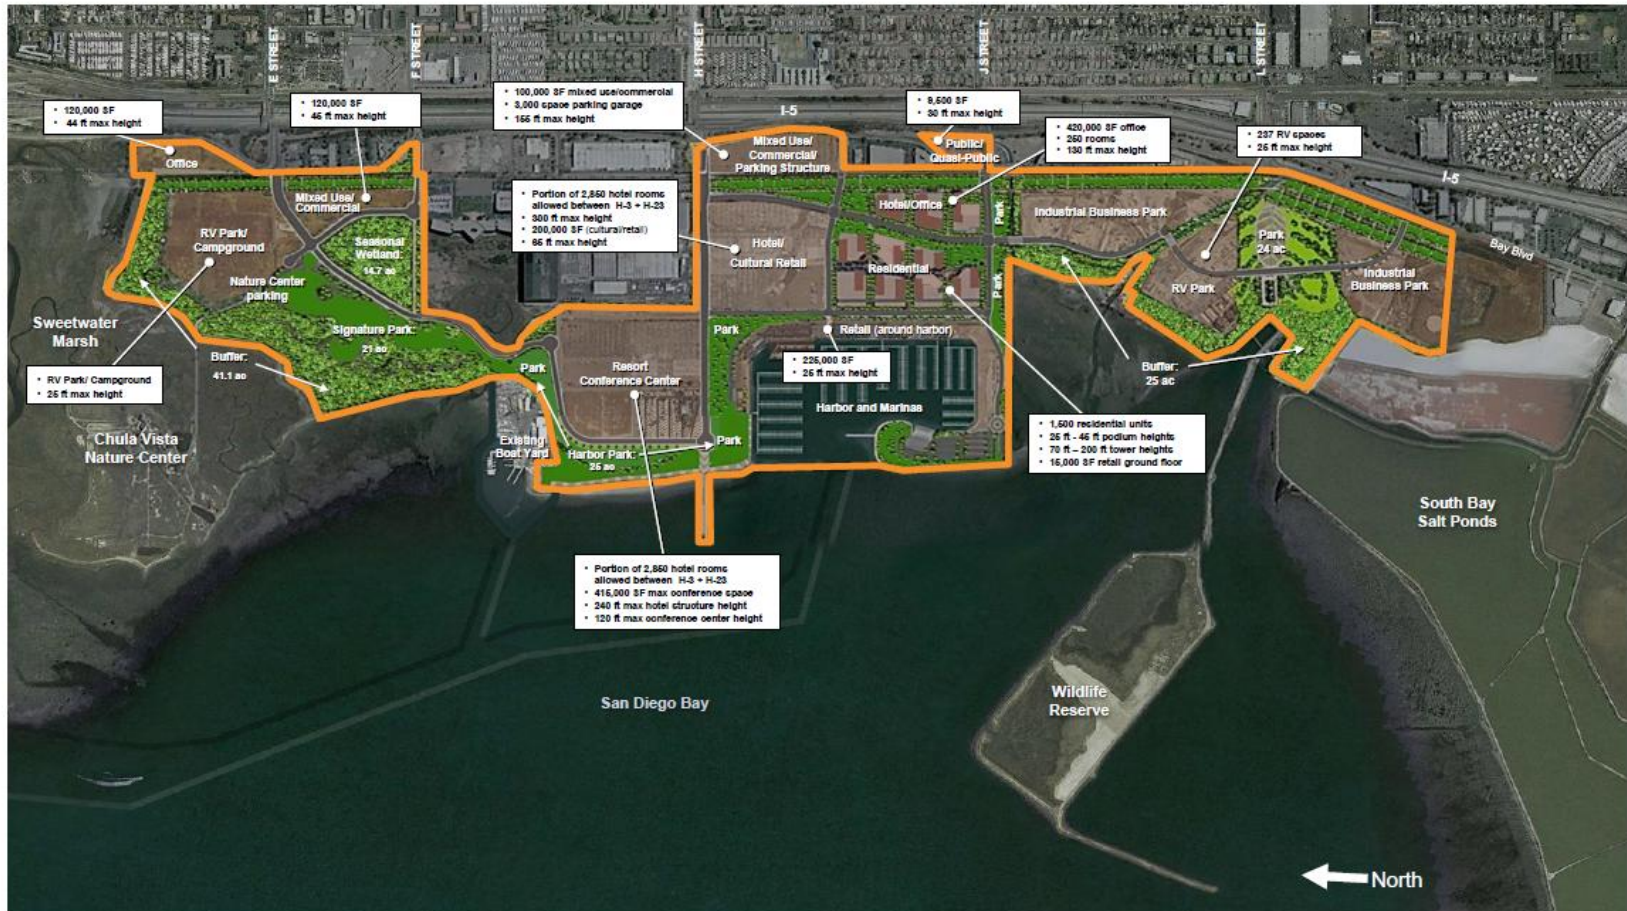 E STREET
F STREET
H STREET
J STREET
L STREET
I-5
I-5
Bay Blvd
• 120,000 SF
• 44 ft max height
Office
• 120,000 SF
• 45 ft max height
Mixed Use/
Commercial
• 100,000 SF mixed use/commercial
• 3,000 space parking garage
• 155 ft max height
Mixed Use/
Commercial/
Parking Structure
• 9,500 SF
• 30 ft max height
Public/
Quasi-Public
• 420,000 SF office
• 250 rooms
• 130 ft max height
Hotel/Office
• 237 RV spaces
• 25 ft max height
• Portion of 2,850 hotel rooms
allowed between H-3 + H-23
• 300 ft max height
• 200,000 SF (cultural/retail)
• 65 ft max height
Hotel/
Cultural Retail
RV Park/
Campground
Seasonal
Wetland:
14.7 ac
Nature Center
parking
Signature Park:
21 ac
Buffer:
41.1 ac
Sweetwater
Marsh
• RV Park/ Campground
• 25 ft max height
Chula Vista
Nature Center
Park
Park
Industrial Business Park
Park
24 ac
RV Park
Industrial
Business Park
Residential
Park
Retail (around harbor)
• 225,000 SF
• 25 ft max height
Park
Resort
Conference Center
Harbor and Marinas
Buffer:
25 ac
Existing
Boat Yard
Harbor Park:
25 ac
Park
• 1,500 residential units
• 25 ft - 45 ft podium heights
• 70 ft – 200 ft tower heights
• 15,000 SF retail ground floor
South Bay
Salt Ponds
• Portion of 2,850 hotel rooms
allowed between H-3 + H-23
• 415,000 SF max conference space
• 240 ft max hotel structure height
• 120 ft max conference center height
San Diego Bay
Wildlife
Reserve
North